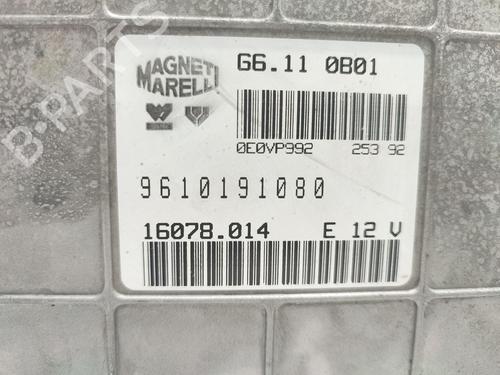 MAGNETI
MARELLI
G6.11 0B01
0E0VP992 253 92
9610191080
16078.014 E 12 V
B-PARTS